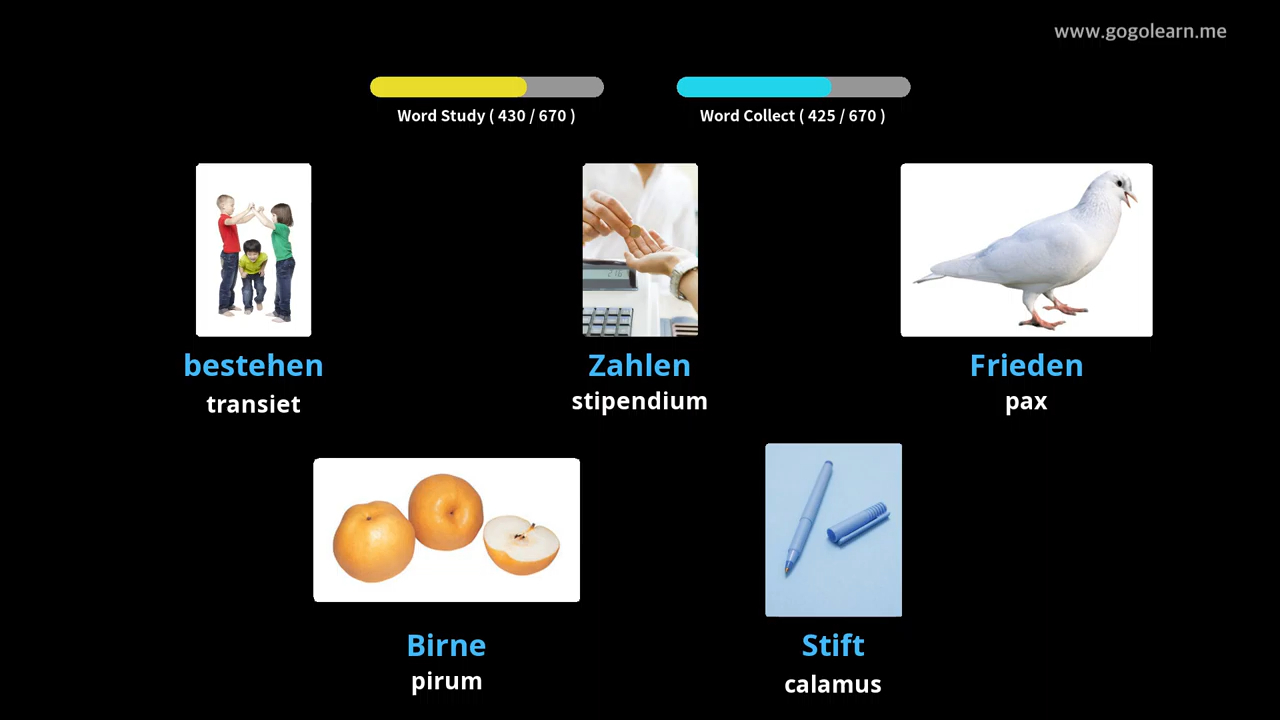 www.gogolearn.me
Word Study ( 430 / 670 )
Word Collect ( 425 / 670 )
bestehen
transiet
Zahlen
stipendium
Frieden
pax
Birne
pirum
Stift
calamus